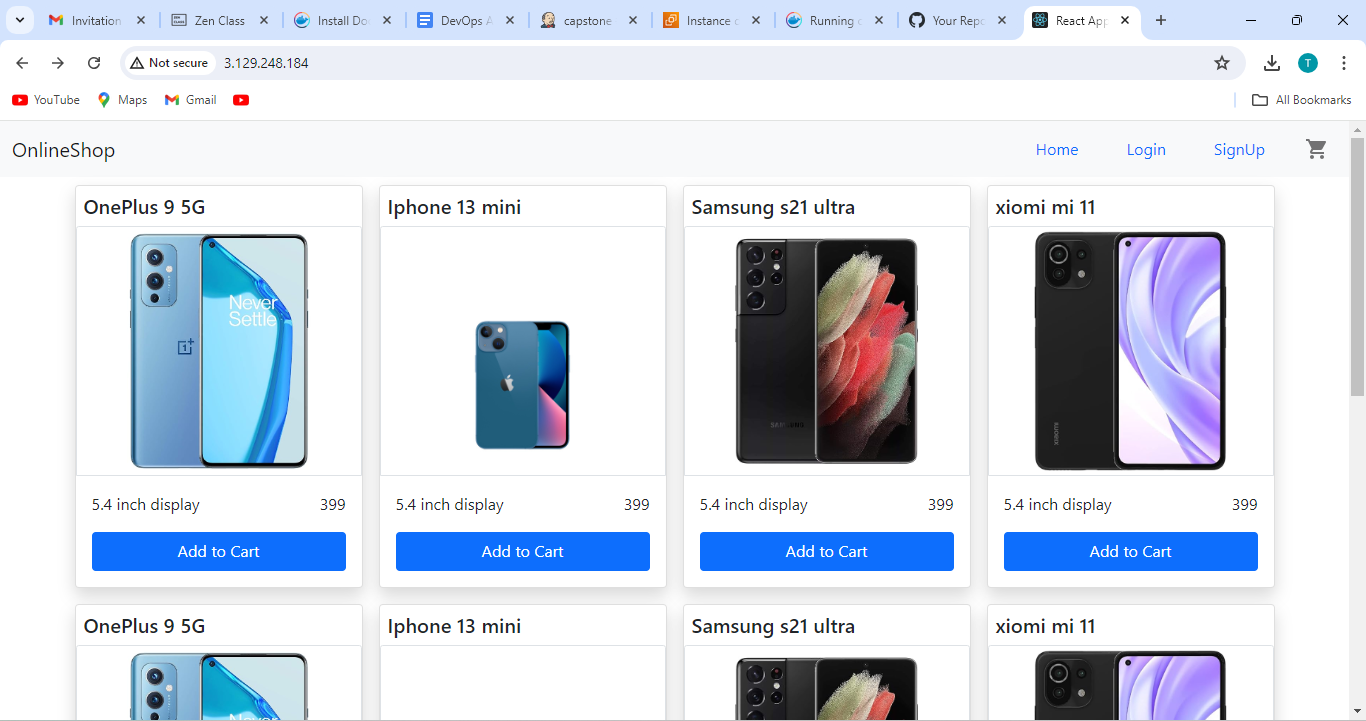 Invitation
Zen Class
Install Do
DevOps A
capstone
Instance c
Running
Your Repo
React App
Not secure
3.129.248.184
T
YouTube
Maps
Gmail
All Bookmarks
OnlineShop
Home
Login
SignUp
OnePlus 9 5G
Iphone 13 mini
Samsung s21 ultra
xiomi mi 11
Never
Settle
SAMSUNG
XIAOMI
5.4 inch display 399
5.4 inch display 399
5.4 inch display 399
5.4 inch display 399
Add to Cart
Add to Cart
Add to Cart
Add to Cart
OnePlus 9 5G
Iphone 13 mini
Samsung s21 ultra
xiomi mi 11
Never